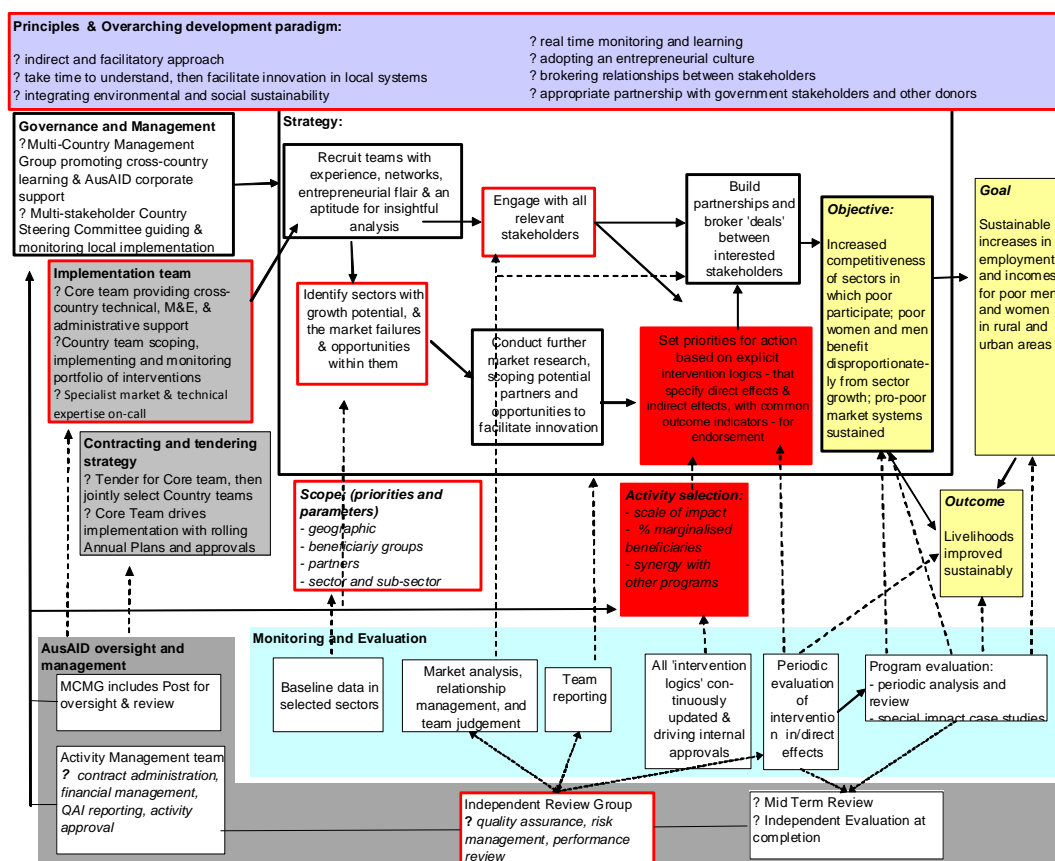 Principles & Overarching development paradigm:
? indirect and facilitatory approach
? take time to understand, then facilitate innovation in local systems
? integrating environmental and social sustainability
? real time monitoring and learning
? adopting an entrepreneurial culture
? brokering relationships between stakeholders
? appropriate partnership with government stakeholders and other donors
Governance and Management
?Multi-Country Management
Group promoting cross-country
learning & AusAID corporate
support
? Multi-stakeholder Country
Steering Committee guiding &
monitoring local implementation
Implementation team
? Core team providing cross-
country technical, M&E, &
administrative support
?Country team scoping,
implementing and monitoring
portfolio of interventions
? Specialist market & technical
expertise on-call
Contracting and tendering
strategy
? Tender for Core team, then
jointly select Country teams
? Core Team drives
implementation with rolling
Annual Plans and approvals
Strategy:
Recruit teams with
experience, networks,
entrepreneurial flair & an
aptitude for insightful
analysis
Engage with all
relevant
stakeholders
Build
partnerships and
broker 'deals'
between
interested
stakeholders
Identify sectors with
growth potential, &
the market failures
& opportunities
within them
Conduct further
market research,
scoping potential
partners and
opportunities to
facilitate innovation
Set priorities for action
based on explicit
intervention logics - that
specify direct effects &
indirect effects, with common
outcome indicators - for
endorsement
Objective:
Increased
competitiveness
of sectors in
which poor
participate; poor
women and men
benefit
disproportionate-
ly from sector
growth; pro-poor
market systems
sustained
Goal
Sustainable
increases in
employment
and incomes
for poor men
and women
in rural and
urban areas
Outcome
Livelihoods
improved
sustainably
Scope: (priorities and
parameters)
- geographic
- beneficiariy groups
- partners
- sector and sub-sector
Activity selection:
- scale of impact
- % marginalised
beneficiaries
- synergy with
other programs
AusAID oversight and
management
MCMG includes Post for
oversight & review
Activity Management team
? contract administration,
financial management,
QAI reporting, activity
approval
Monitoring and Evaluation
Baseline data in
selected sectors
Market analysis,
relationship
management, and
team judgement
Team
reporting
All 'intervention
logics' con-
tinuously
updated &
driving internal
approvals
Periodic
evaluation
of
interventio
n in/direct
effects
Program evaluation:
- periodic analysis and
review
- special impact case studies
Independent Review Group
? quality assurance, risk
management, performance
review
? Mid Term Review
? Independent Evaluation at
completion